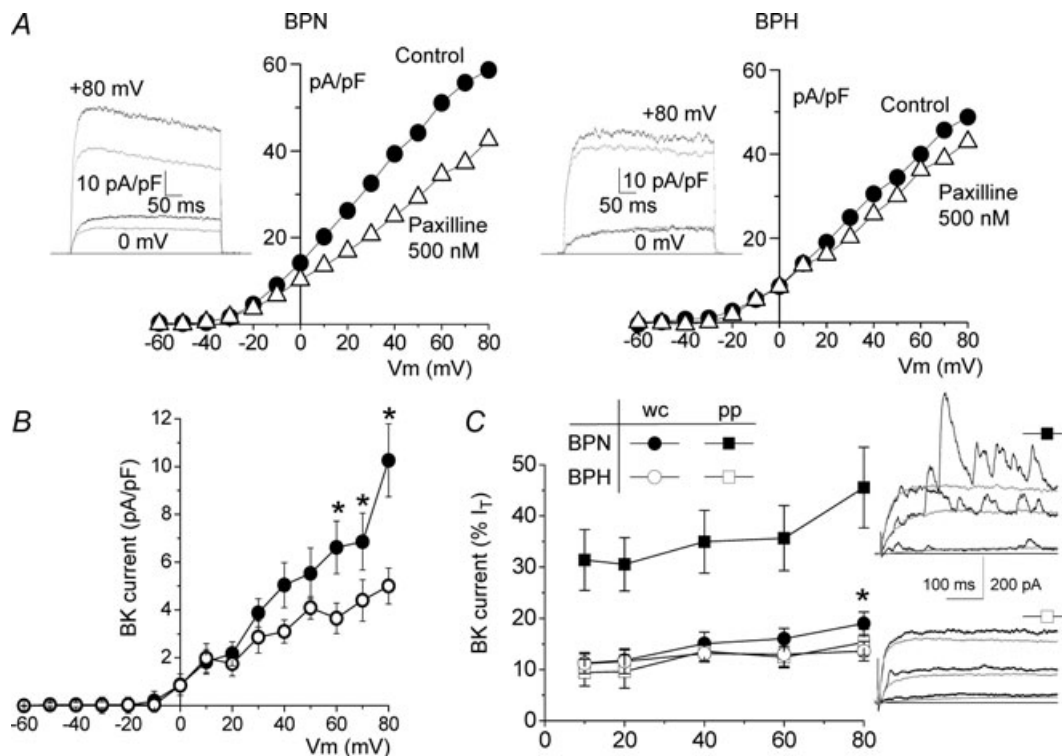 A
BPN
BPH
+80 mV
10 pA/pF
50 ms
0 mV
60
40
20
pA/pF
Control
Paxilline
500 nM
-60 -40 -20 0 20 40 60 80
Vm (mV)
+80 mV
10 pA/pF
50 ms
0 mV
60
40
20
pA/pF
Control
Paxilline
500 nM
-60 -40 -20 0 20 40 60 80
Vm (mV)
B
BK current (pA/pF)
12
10
8
6
4
2
* * *
-60 -40 -20 0 20 40 60 80
Vm (mV)
C
wc pp
BPN
BPH
BK current (% IT)
50
40
30
20
10
0
*
0 20 40 60 80
Vm (mV)
100 ms 200 pA